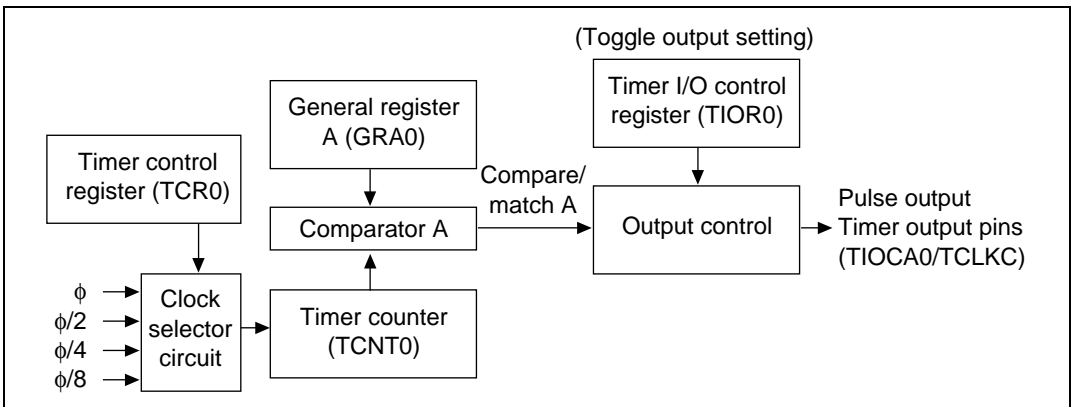 (Toggle output setting)
Timer I/O control
register (TIOR0)
General register
A (GRA0)
Timer control
register (TCR0)
Compare/
match A
Comparator A
Output control
Pulse output
Timer output pins
(TIOCA0/TCLKC)
ϕ
ϕ/2
ϕ/4
ϕ/8
Clock
selector
circuit
Timer counter
(TCNT0)